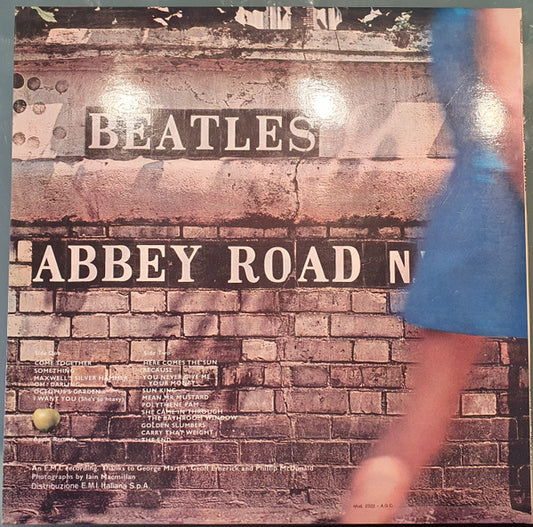 BEATLES
ABBEY ROAD N
Side One
COME TOGETHER
SOMETHING
MAXWELL'S SILVER HAMMER
OH! DARLING
OCTOPUS'S GARDEN
I WANT YOU (She's so heavy)
Side Two
HERE COMES THE SUN
BECAUSE
YOU NEVER GIVE ME
YOUR MONEY
SUN KING
MEAN MR MUSTARD
POLYTHENE PAM
SHE CAME IN THROUGH
THE BATHROOM WINDOW
GOLDEN SLUMBERS
CARRY THAT WEIGHT
THE END
Apple Records
An E.M.I. recording. Thanks to George Martin, Geoff Emerick and Phillip McDonald
Photographs by Iain Macmillan
Distribuzione E.M.I. Italiana S.p.A.